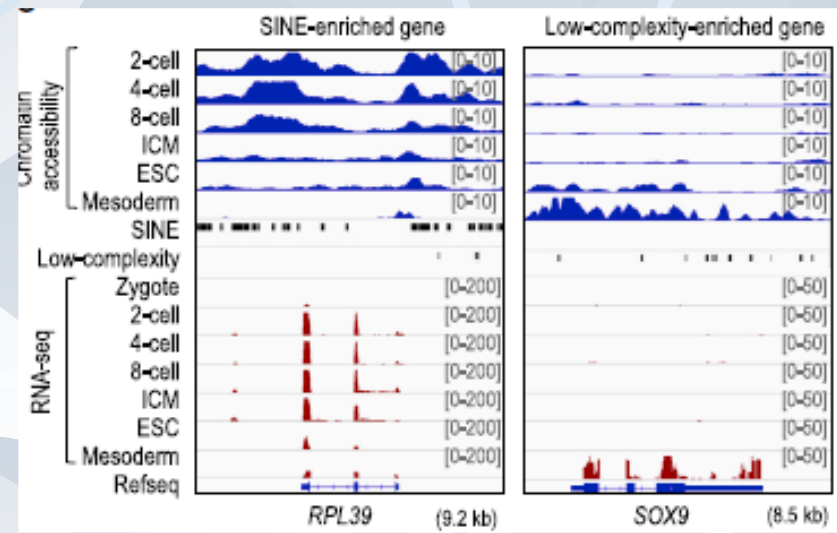 SINE-enriched gene Low-complexity-enriched gene
Chromatin
accessibility
2-cell [0-10] [0-10]
4-cell [0-10] [0-10]
8-cell [0-10] [0-10]
ICM [0-10] [0-10]
ESC [0-10] [0-10]
Mesoderm [0-10] [0-10]
SINE
Low-complexity
RNA-seq
Zygote [0-200] [0-50]
2-cell [0-200] [0-50]
4-cell [0-200] [0-50]
8-cell [0-200] [0-50]
ICM [0-200] [0-50]
ESC [0-200] [0-50]
Mesoderm [0-200] [0-50]
Refseq
RPL39 (9.2 kb) SOX9 (8.5 kb)